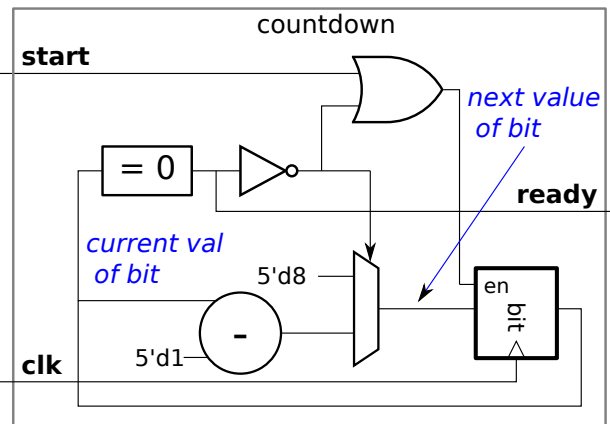 countdown
start
next value
of bit
= 0
ready
current val
of bit
5'd8
en
bit
-
5'd1
clk